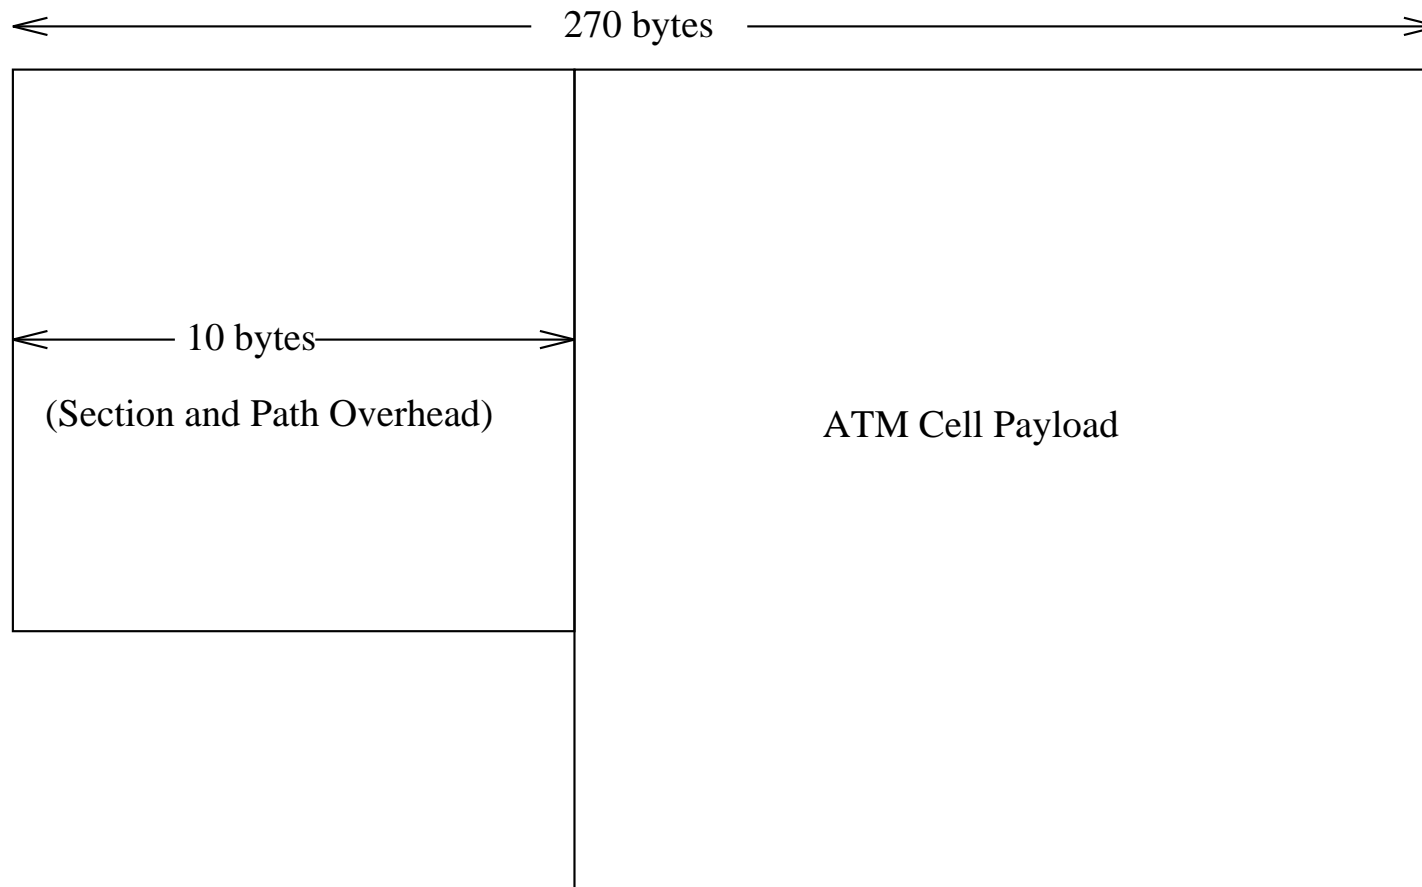 270 bytes
10 bytes
(Section and Path Overhead)
ATM Cell Payload